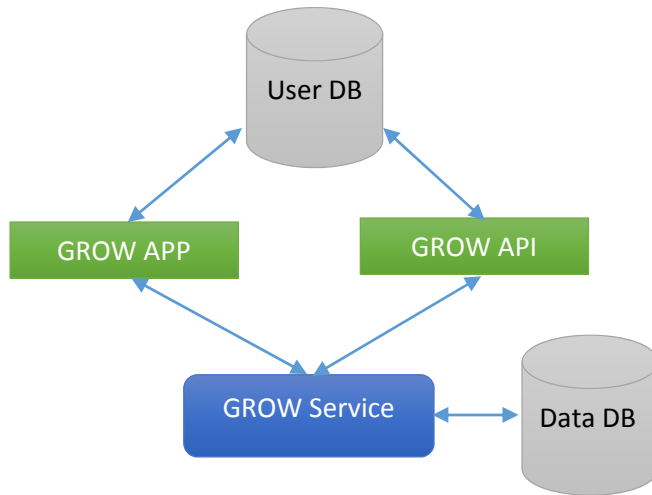 User DB
GROW APP
GROW API
GROW Service
Data DB